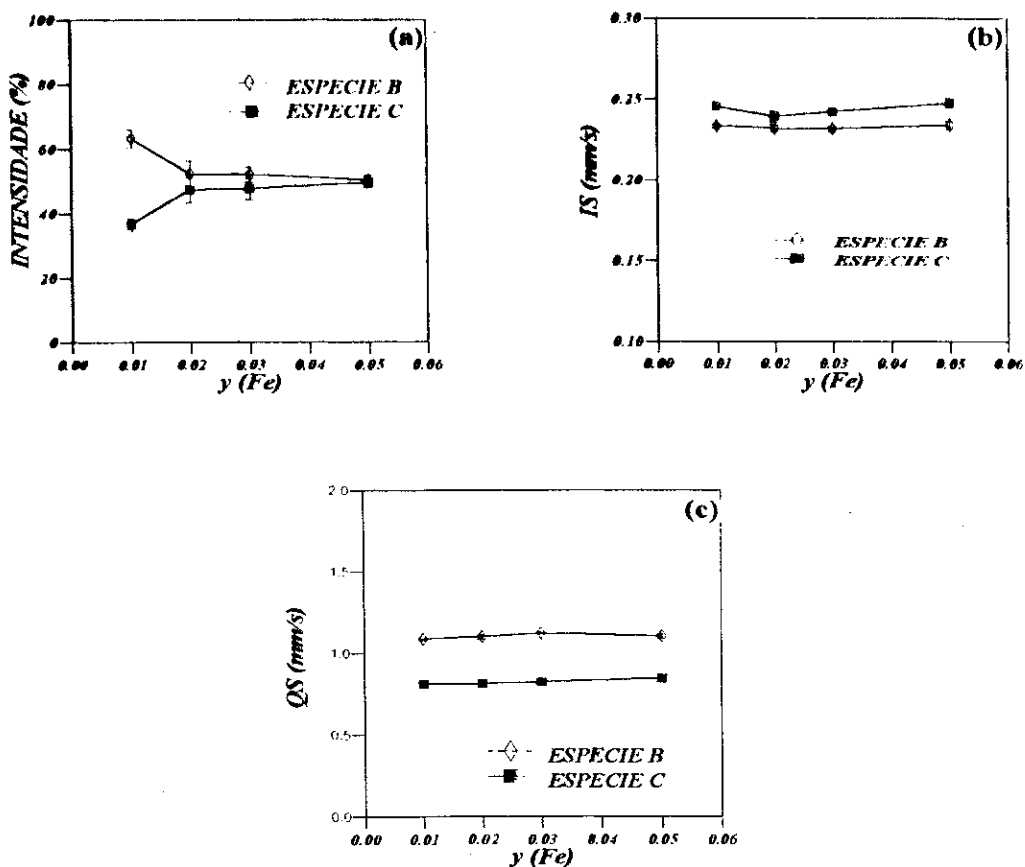 (a)
100
80
60
40
20
0
INTENSIDADE (%)
ESPECIE B
ESPECIE C
0.00 0.01 0.02 0.03 0.04 0.05 0.06
y (Fe)
(b)
0.30
0.25
0.20
0.15
0.10
IS (mm/s)
ESPECIE B
ESPECIE C
0.00 0.01 0.02 0.03 0.04 0.05 0.06
y (Fe)
(c)
2.0
1.5
1.0
0.5
0.0
QS (mm/s)
ESPECIE B
ESPECIE C
0.00 0.01 0.02 0.03 0.04 0.05 0.06
y (Fe)